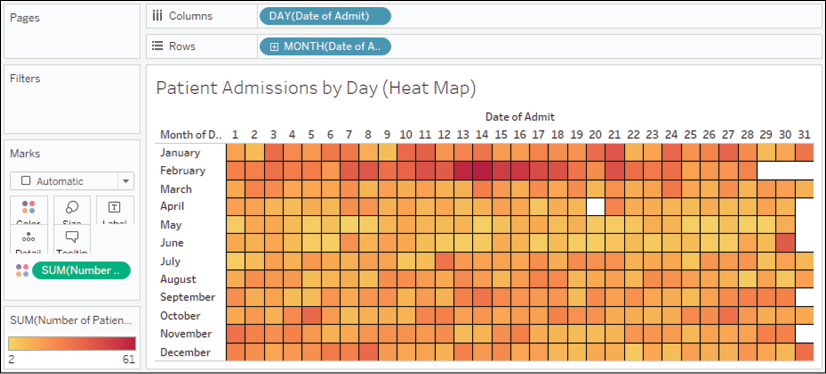 Pages
Columns
DAY(Date of Admit)
Rows
MONTH(Date of A..
Filters
Patient Admissions by Day (Heat Map)
Date of Admit
Month of D.. 1 2 3 4 5 6 7 8 9 10 11 12 13 14 15 16 17 18 19 20 21 22 23 24 25 26 27 28 29 30 31
Marks
Automatic
Color Size Label
Detail Tooltip
SUM(Number ..
SUM(Number of Patien...
2 61
January
February
March
April
May
June
July
August
September
October
November
December